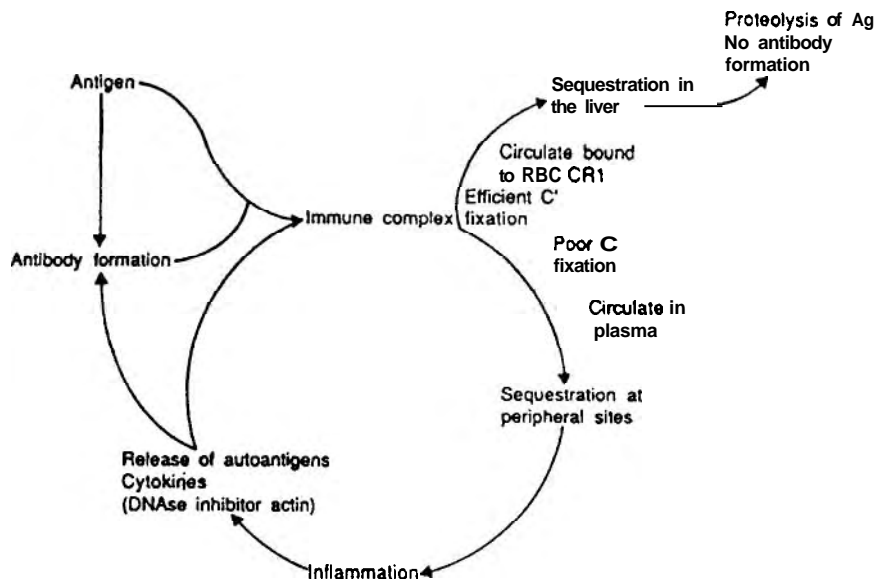 Proteolysis of Ag
No antibody
formation
Antigen
Sequestration in
the liver
Circulate bound
to RBC CR1
Efficient C'
Immune complex fixation
Poor C
fixation
Antibody formation
Circulate in
plasma
Sequestration at
peripheral sites
Release of autoantigens
Cytokines
(DNAse inhibitor actin)
Inflammation